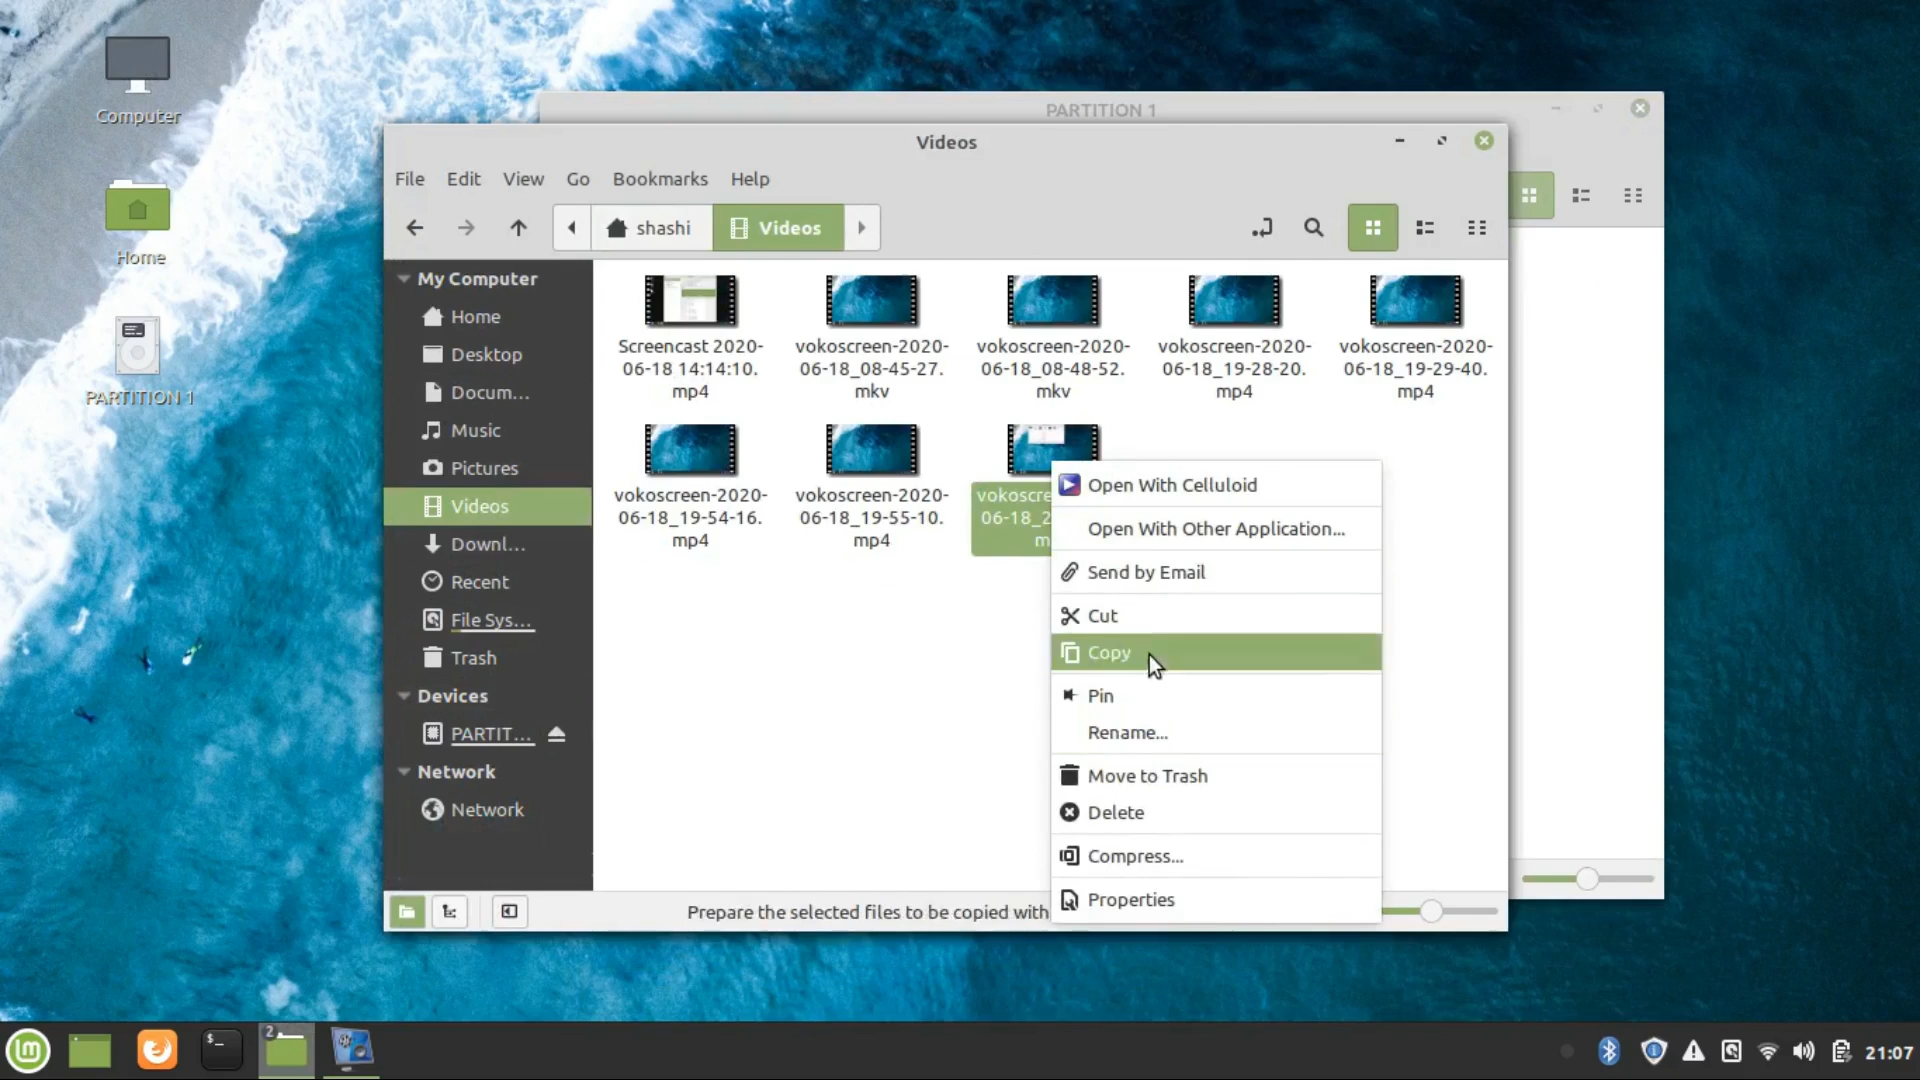 Computer
Home
PARTITION 1
PARTITION 1
Videos
File Edit View Go Bookmarks Help
shashi Videos
My Computer
Home
Desktop
Docum...
Music
Pictures
Videos
Downl...
Recent
File Sys...
Trash
Devices
PARTIT...
Network
Network
Screencast 2020-
06-18 14:14:10.
mp4
vokoscreen-2020-
06-18_08-45-27.
mkv
vokoscreen-2020-
06-18_08-48-52.
mkv
vokoscreen-2020-
06-18_19-28-20.
mp4
vokoscreen-2020-
06-18_19-29-40.
mp4
vokoscreen-2020-
06-18_19-54-16.
mp4
vokoscreen-2020-
06-18_19-55-10.
mp4
vokoscre
06-18_2
m
Open With Celluloid
Open With Other Application...
Send by Email
Cut
Copy
Pin
Rename...
Move to Trash
Delete
Compress...
Properties
Prepare the selected files to be copied with
$_
2
21:07